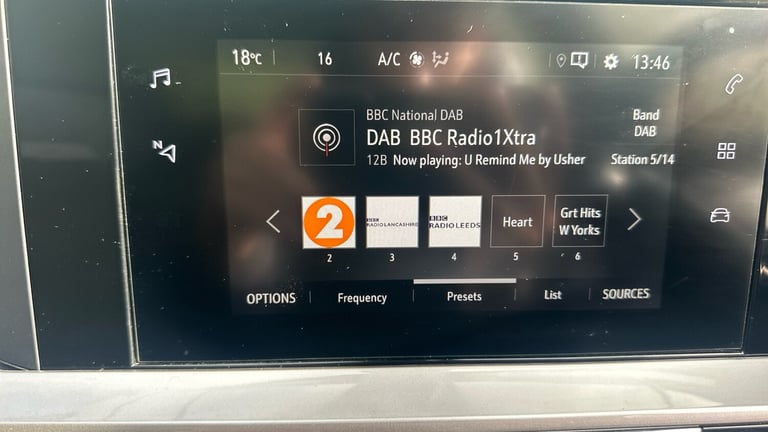 18°C 16 A/C 13:46
BBC National DAB
DAB BBC Radio1Xtra
12B Now playing: U Remind Me by Usher
Band
DAB
Station 5/14
N
2
BBC
RADIO LANCASHIRE
BBC
RADIO LEEDS
Heart
Grt Hits
W Yorks
2 3 4 5 6
OPTIONS Frequency Presets List SOURCES